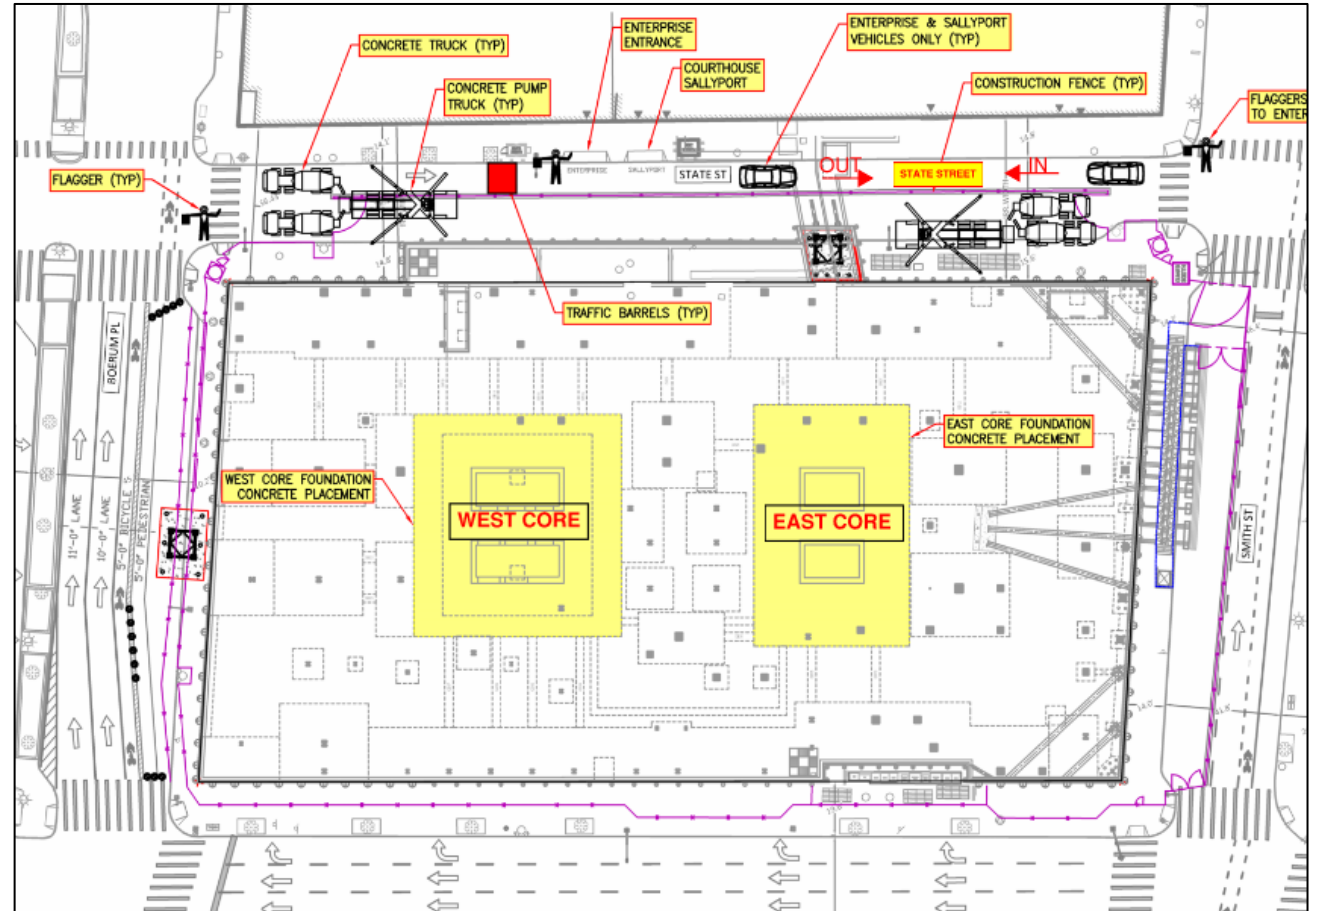 CONCRETE TRUCK (TYP)
ENTERPRISE
ENTRANCE
ENTERPRISE & SALLYPORT
VEHICLES ONLY (TYP)
COURTHOUSE
SALLYPORT
CONCRETE PUMP
TRUCK (TYP)
CONSTRUCTION FENCE (TYP)
FLAGGERS
TO ENTER
FLAGGER (TYP)
ENTERPRISE
SALLYPORT
STATE ST
OUT
STATE STREET
IN
TRAFFIC BARRELS (TYP)
BOERUM PL
EAST CORE FOUNDATION
CONCRETE PLACEMENT
WEST CORE FOUNDATION
CONCRETE PLACEMENT
WEST CORE
EAST CORE
11'-0" LANE
10'-0" LANE
5'-0" BICYCLE
5'-0" PEDESTRIAN
SMITH ST